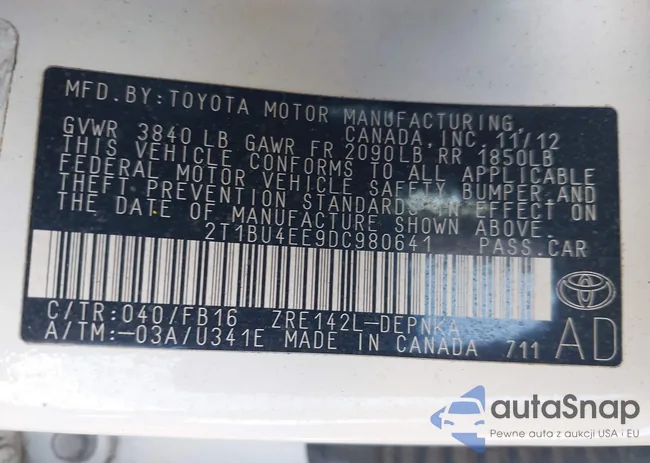 MFD.BY:TOYOTA MOTOR MANUFACTURING,
CANADA,INC.11/12
GVWR 3840 LB GAWR FR 2090LB RR 1850LB
THIS VEHICLE CONFORMS TO ALL APPLICABLE
FEDERAL MOTOR VEHICLE SAFETY,BUMPER,AND
THEFT PREVENTION STANDARDS IN EFFECT ON
THE DATE OF MANUFACTURE SHOWN ABOVE.
2T1BU4EE9DC980641 PASS.CAR
C/TR:040/FB16 ZRE142L-DEPNKA
A/TM:-03A/U341E MADE IN CANADA 711 AD
autoSnap
Pewne auta z aukcji USA i EU